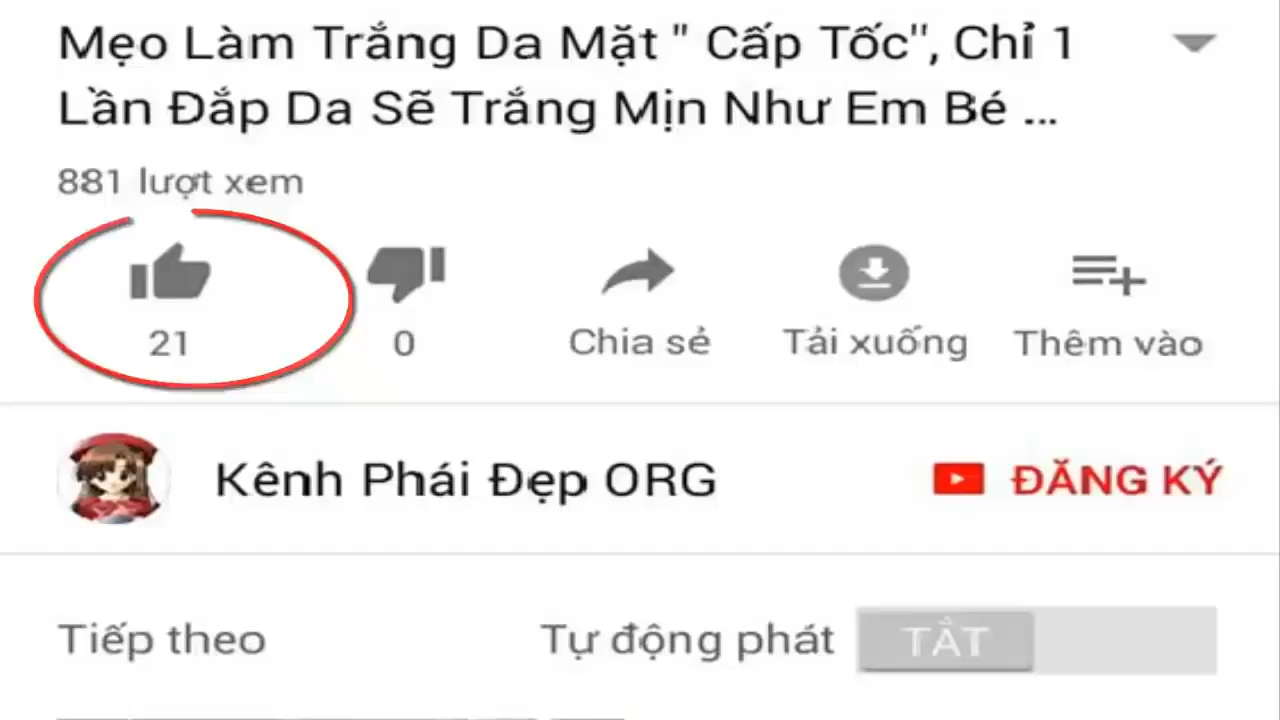 Mẹo Làm Trắng Da Mặt " Cấp Tốc", Chỉ 1
Lần Đắp Da Sẽ Trắng Mịn Như Em Bé ...
881 lượt xem
21 0 Chia sẻ Tải xuống Thêm vào
Kênh Phái Đẹp ORG ĐĂNG KÝ
Tiếp theo Tự động phát TẮT